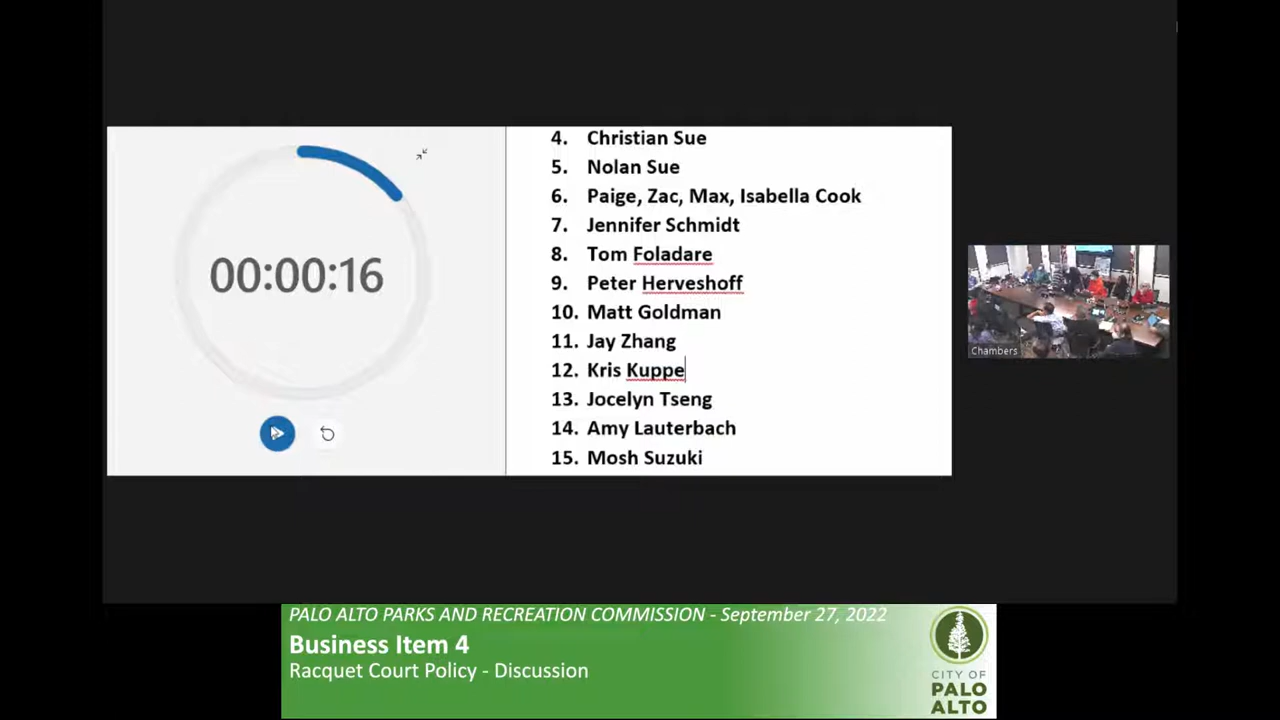 00:00:16
4. Christian Sue
5. Nolan Sue
6. Paige, Zac, Max, Isabella Cook
7. Jennifer Schmidt
8. Tom Foladare
9. Peter Herveshoff
10. Matt Goldman
11. Jay Zhang
12. Kris Kuppe
13. Jocelyn Tseng
14. Amy Lauterbach
15. Mosh Suzuki
Chambers
PALO ALTO PARKS AND RECREATION COMMISSION - September 27, 2022
Business Item 4
Racquet Court Policy - Discussion
CITY OF
PALO
ALTO